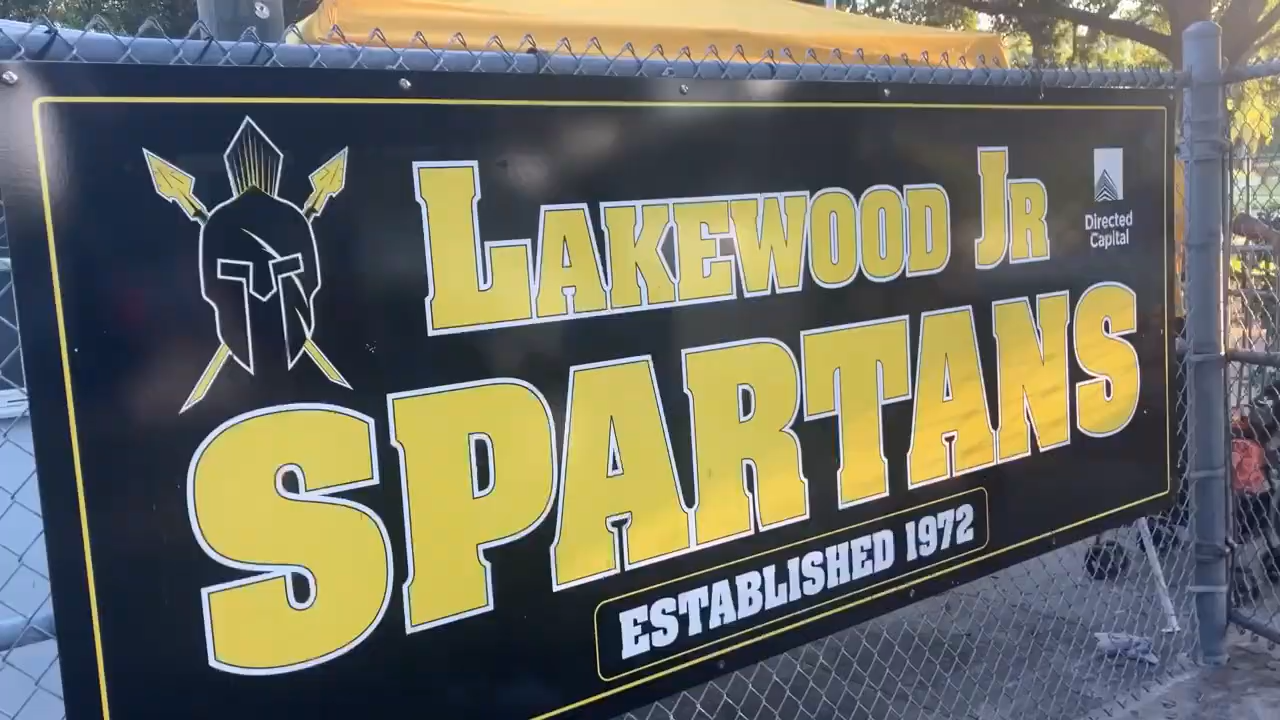 LAKEWOOD JR
Directed
Capital
SPARTANS
ESTABLISHED 1972